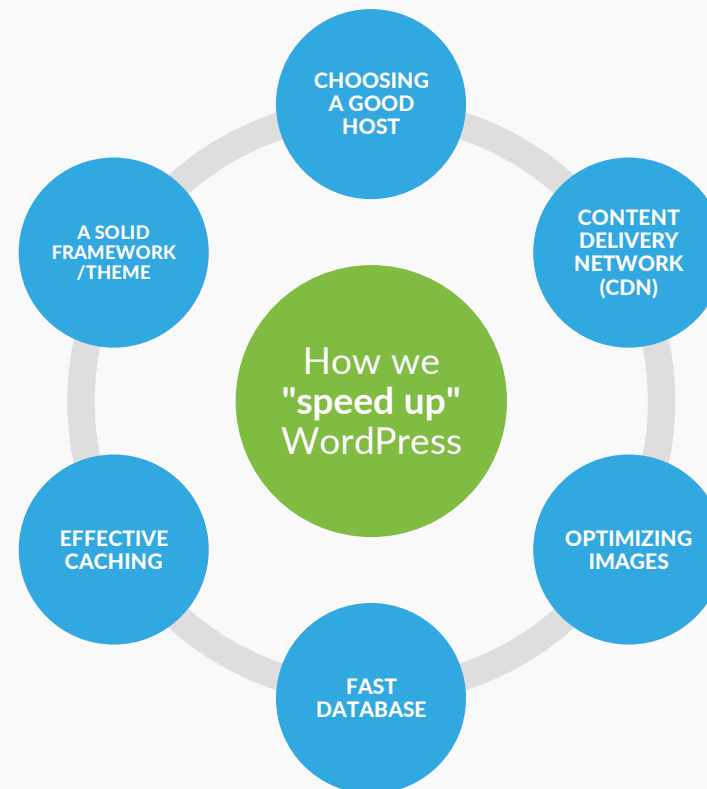 CHOOSING
A GOOD
HOST
CONTENT
DELIVERY
NETWORK
(CDN)
A SOLID
FRAMEWORK
/THEME
How we
"speed up"
WordPress
EFFECTIVE
CACHING
OPTIMIZING
IMAGES
FAST
DATABASE